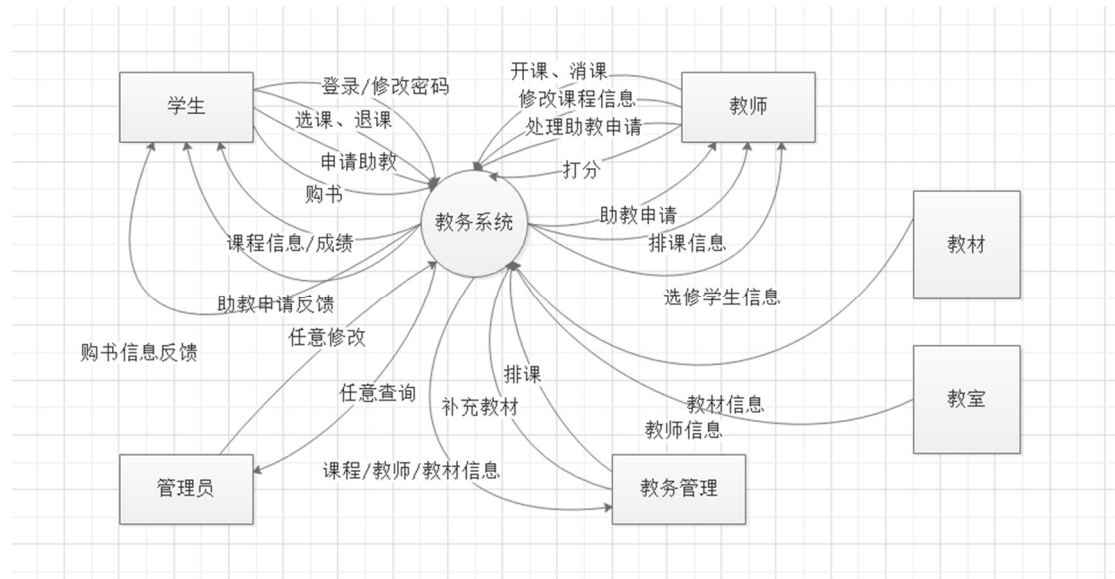 学生
登录/修改密码
选课、退课
申请助教
购书
开课、消课
修改课程信息
处理助教申请
打分
教师
教务系统
课程信息/成绩
助教申请反馈
购书信息反馈
助教申请
排课信息
选修学生信息
教材
教室
任意修改
任意查询
排课
补充教材
教材信息
教师信息
课程/教师/教材信息
管理员
教务管理